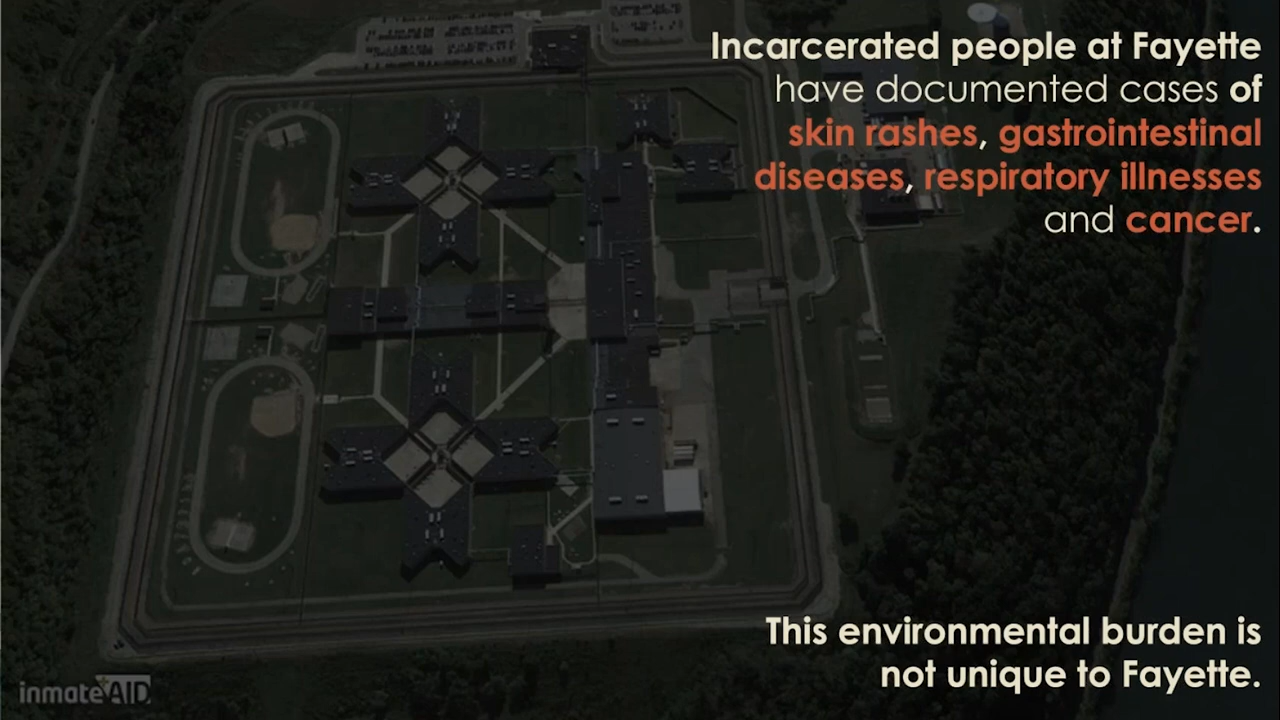 Incarcerated people at Fayette
have documented cases of
skin rashes, gastrointestinal
diseases, respiratory illnesses
and cancer.
This environmental burden is
not unique to Fayette.
inmateAID